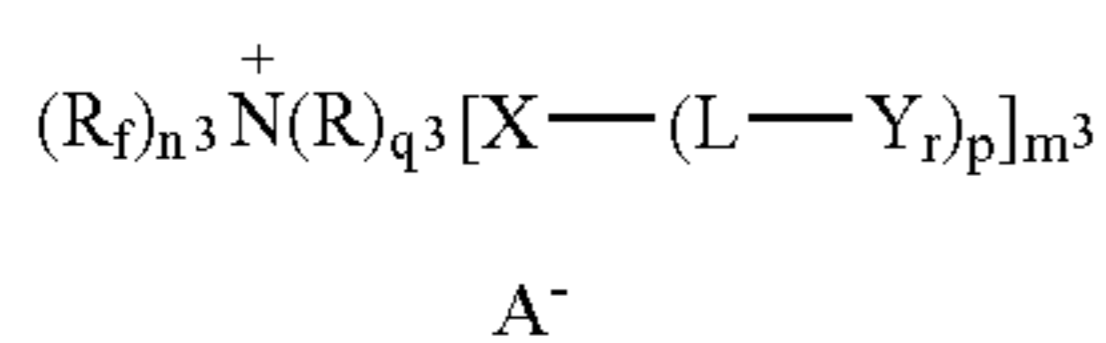 +
(R_f)_n3 N(R)_q3 [X—(L—Y_r)_p]_m3
A^-